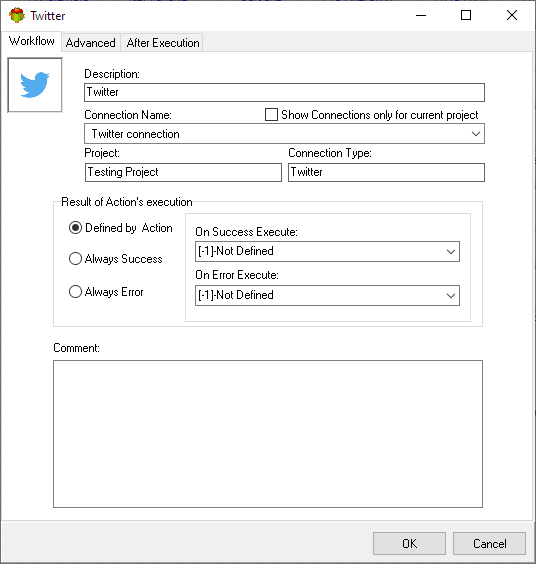 Twitter
Workflow Advanced After Execution
Description:
Twitter
Connection Name: Show Connections only for current project
Twitter connection
Project: Connection Type:
Testing Project Twitter
Result of Action's execution
Defined by Action
On Success Execute:
[-1]-Not Defined
Always Success
On Error Execute:
Always Error
[-1]-Not Defined
Comment:
OK Cancel